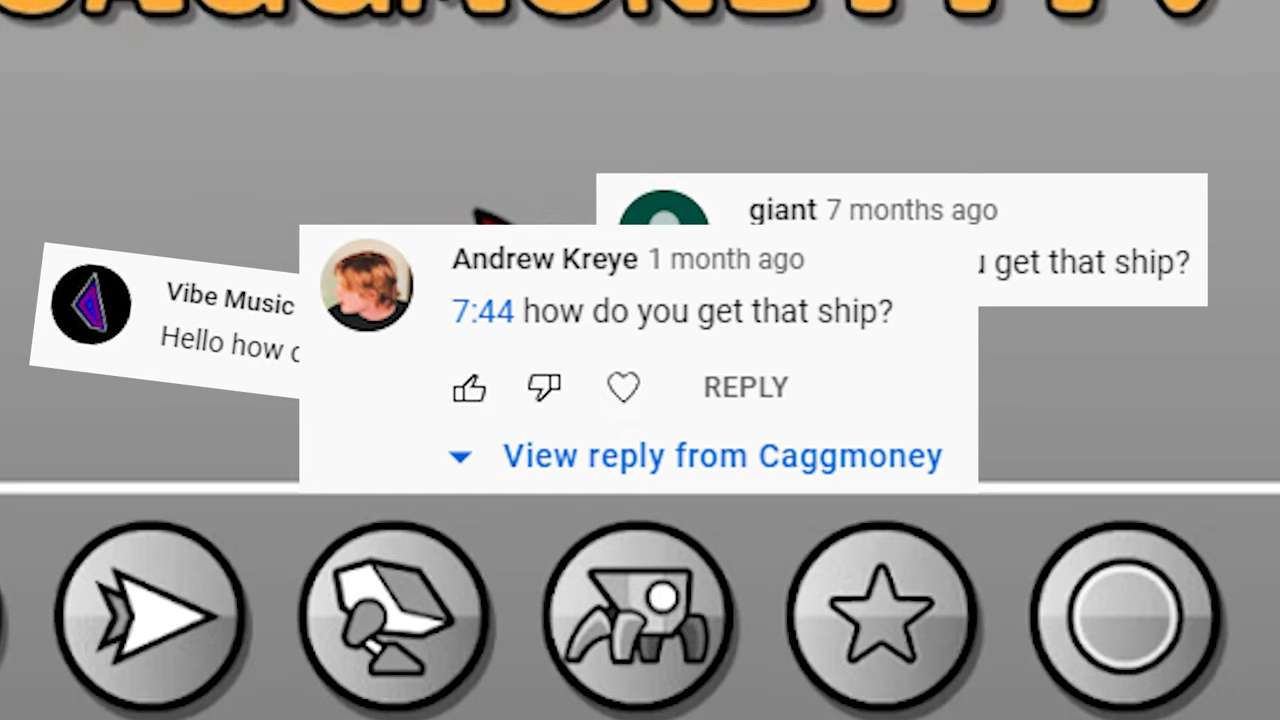 giant 7 months ago
get that ship?
Andrew Kreye 1 month ago
7:44 how do you get that ship?
Vibe Music
Hello how
REPLY
View reply from Caggmoney